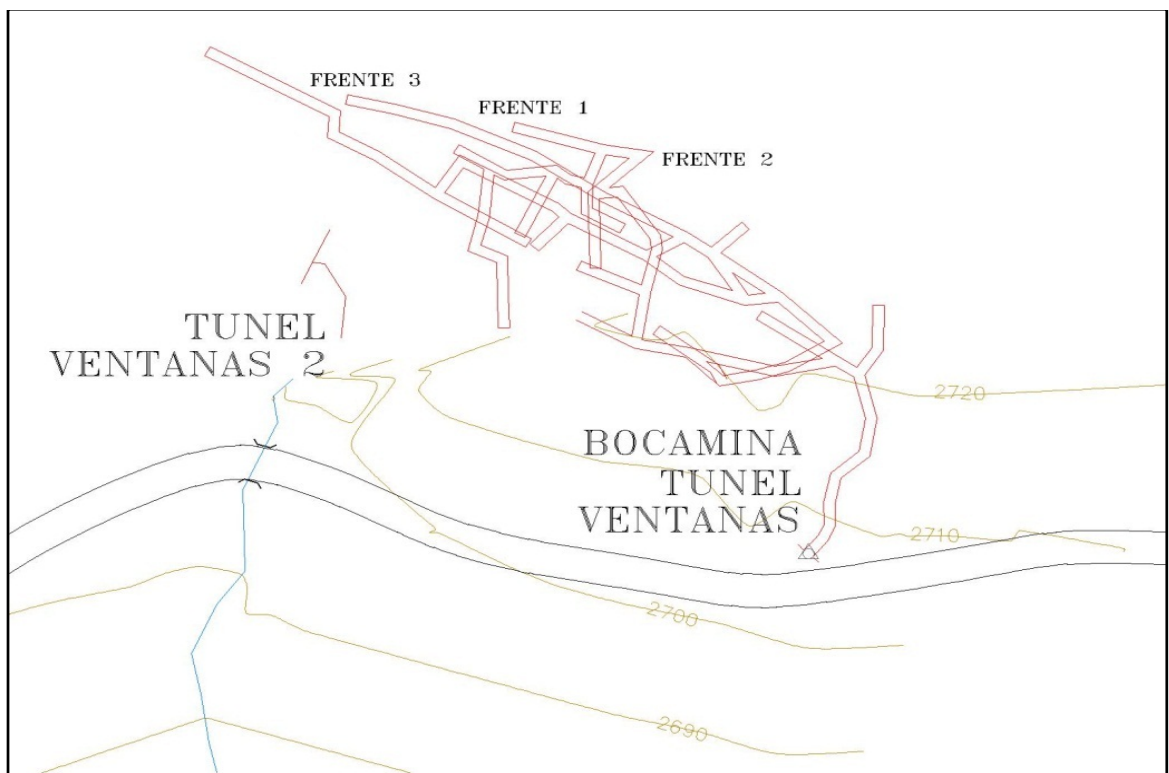 FRENTE 3
FRENTE 1
FRENTE 2
TUNEL
VENTANAS 2
2720
BOCAMINA
TUNEL
VENTANAS
2710
2700
2690